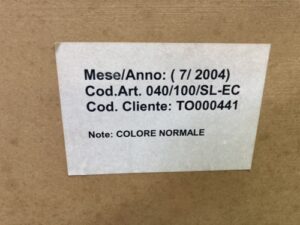 Mese/Anno: ( 7/ 2004)
Cod.Art. 040/100/SL-EC
Cod. Cliente: TO000441
Note: COLORE NORMALE